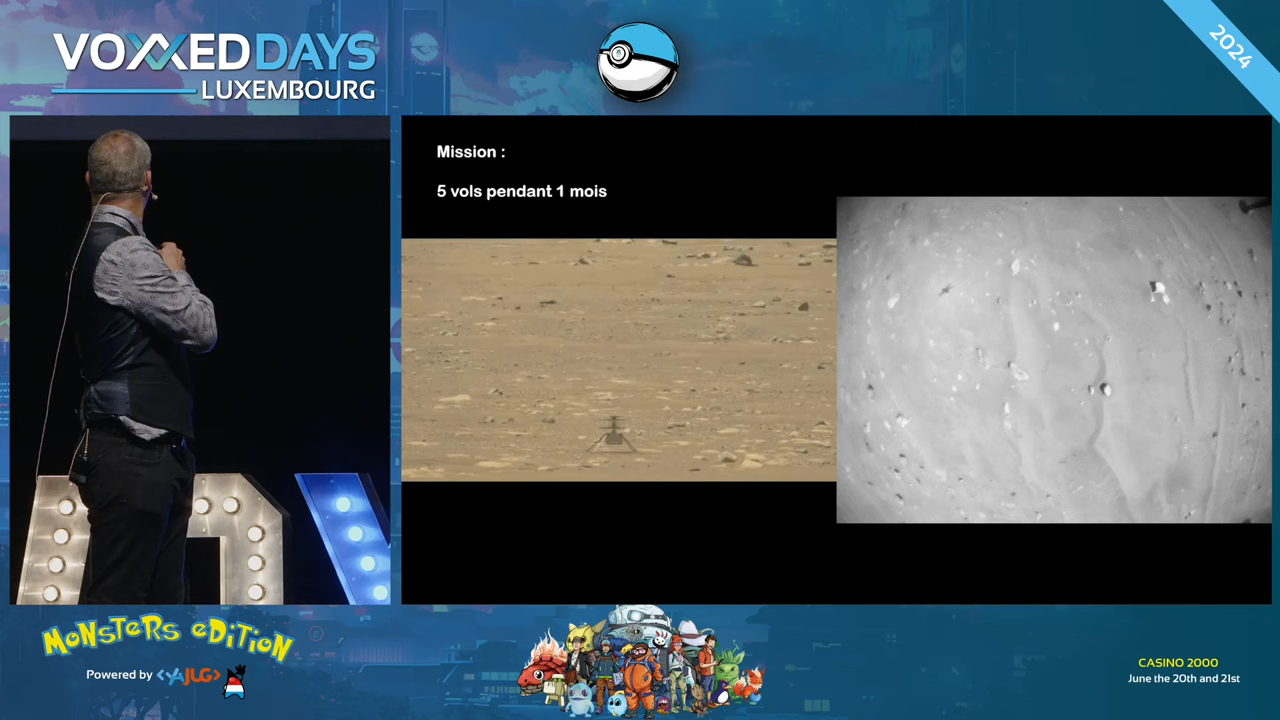 VOXXEDDAYS
LUXEMBOURG
2024
Mission :
5 vols pendant 1 mois
MONSTERS EDITION
Powered by <YAJUG>
CASINO 2000
June the 20th and 21st